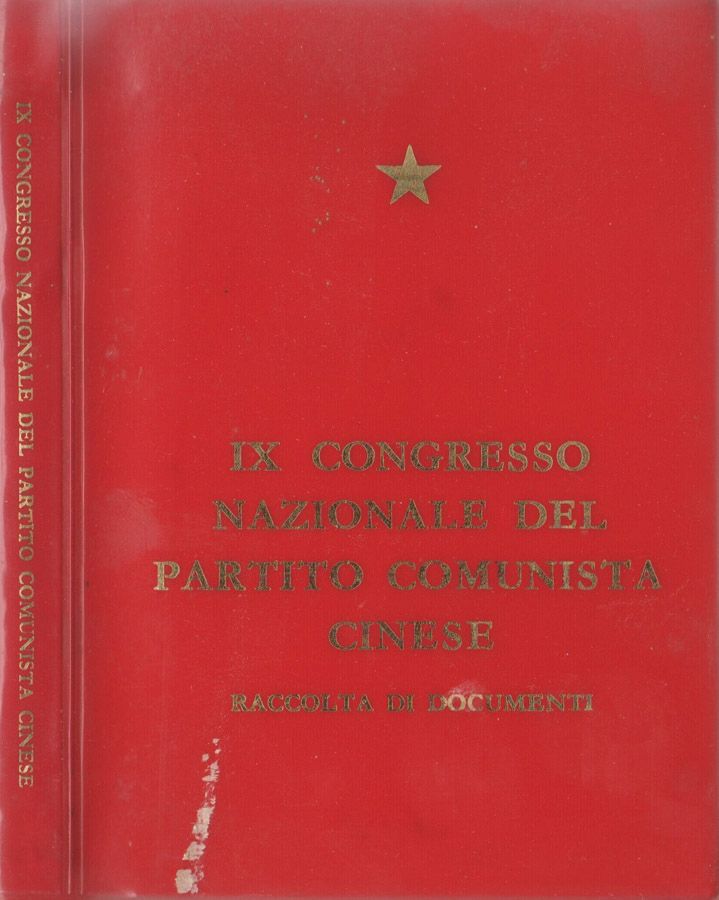 IX CONGRESSO NAZIONALE DEL PARTITO COMUNISTA CINESE
IX CONGRESSO
NAZIONALE DEL
PARTITO COMUNISTA
CINESE
RACCOLTA DI DOCUMENTI